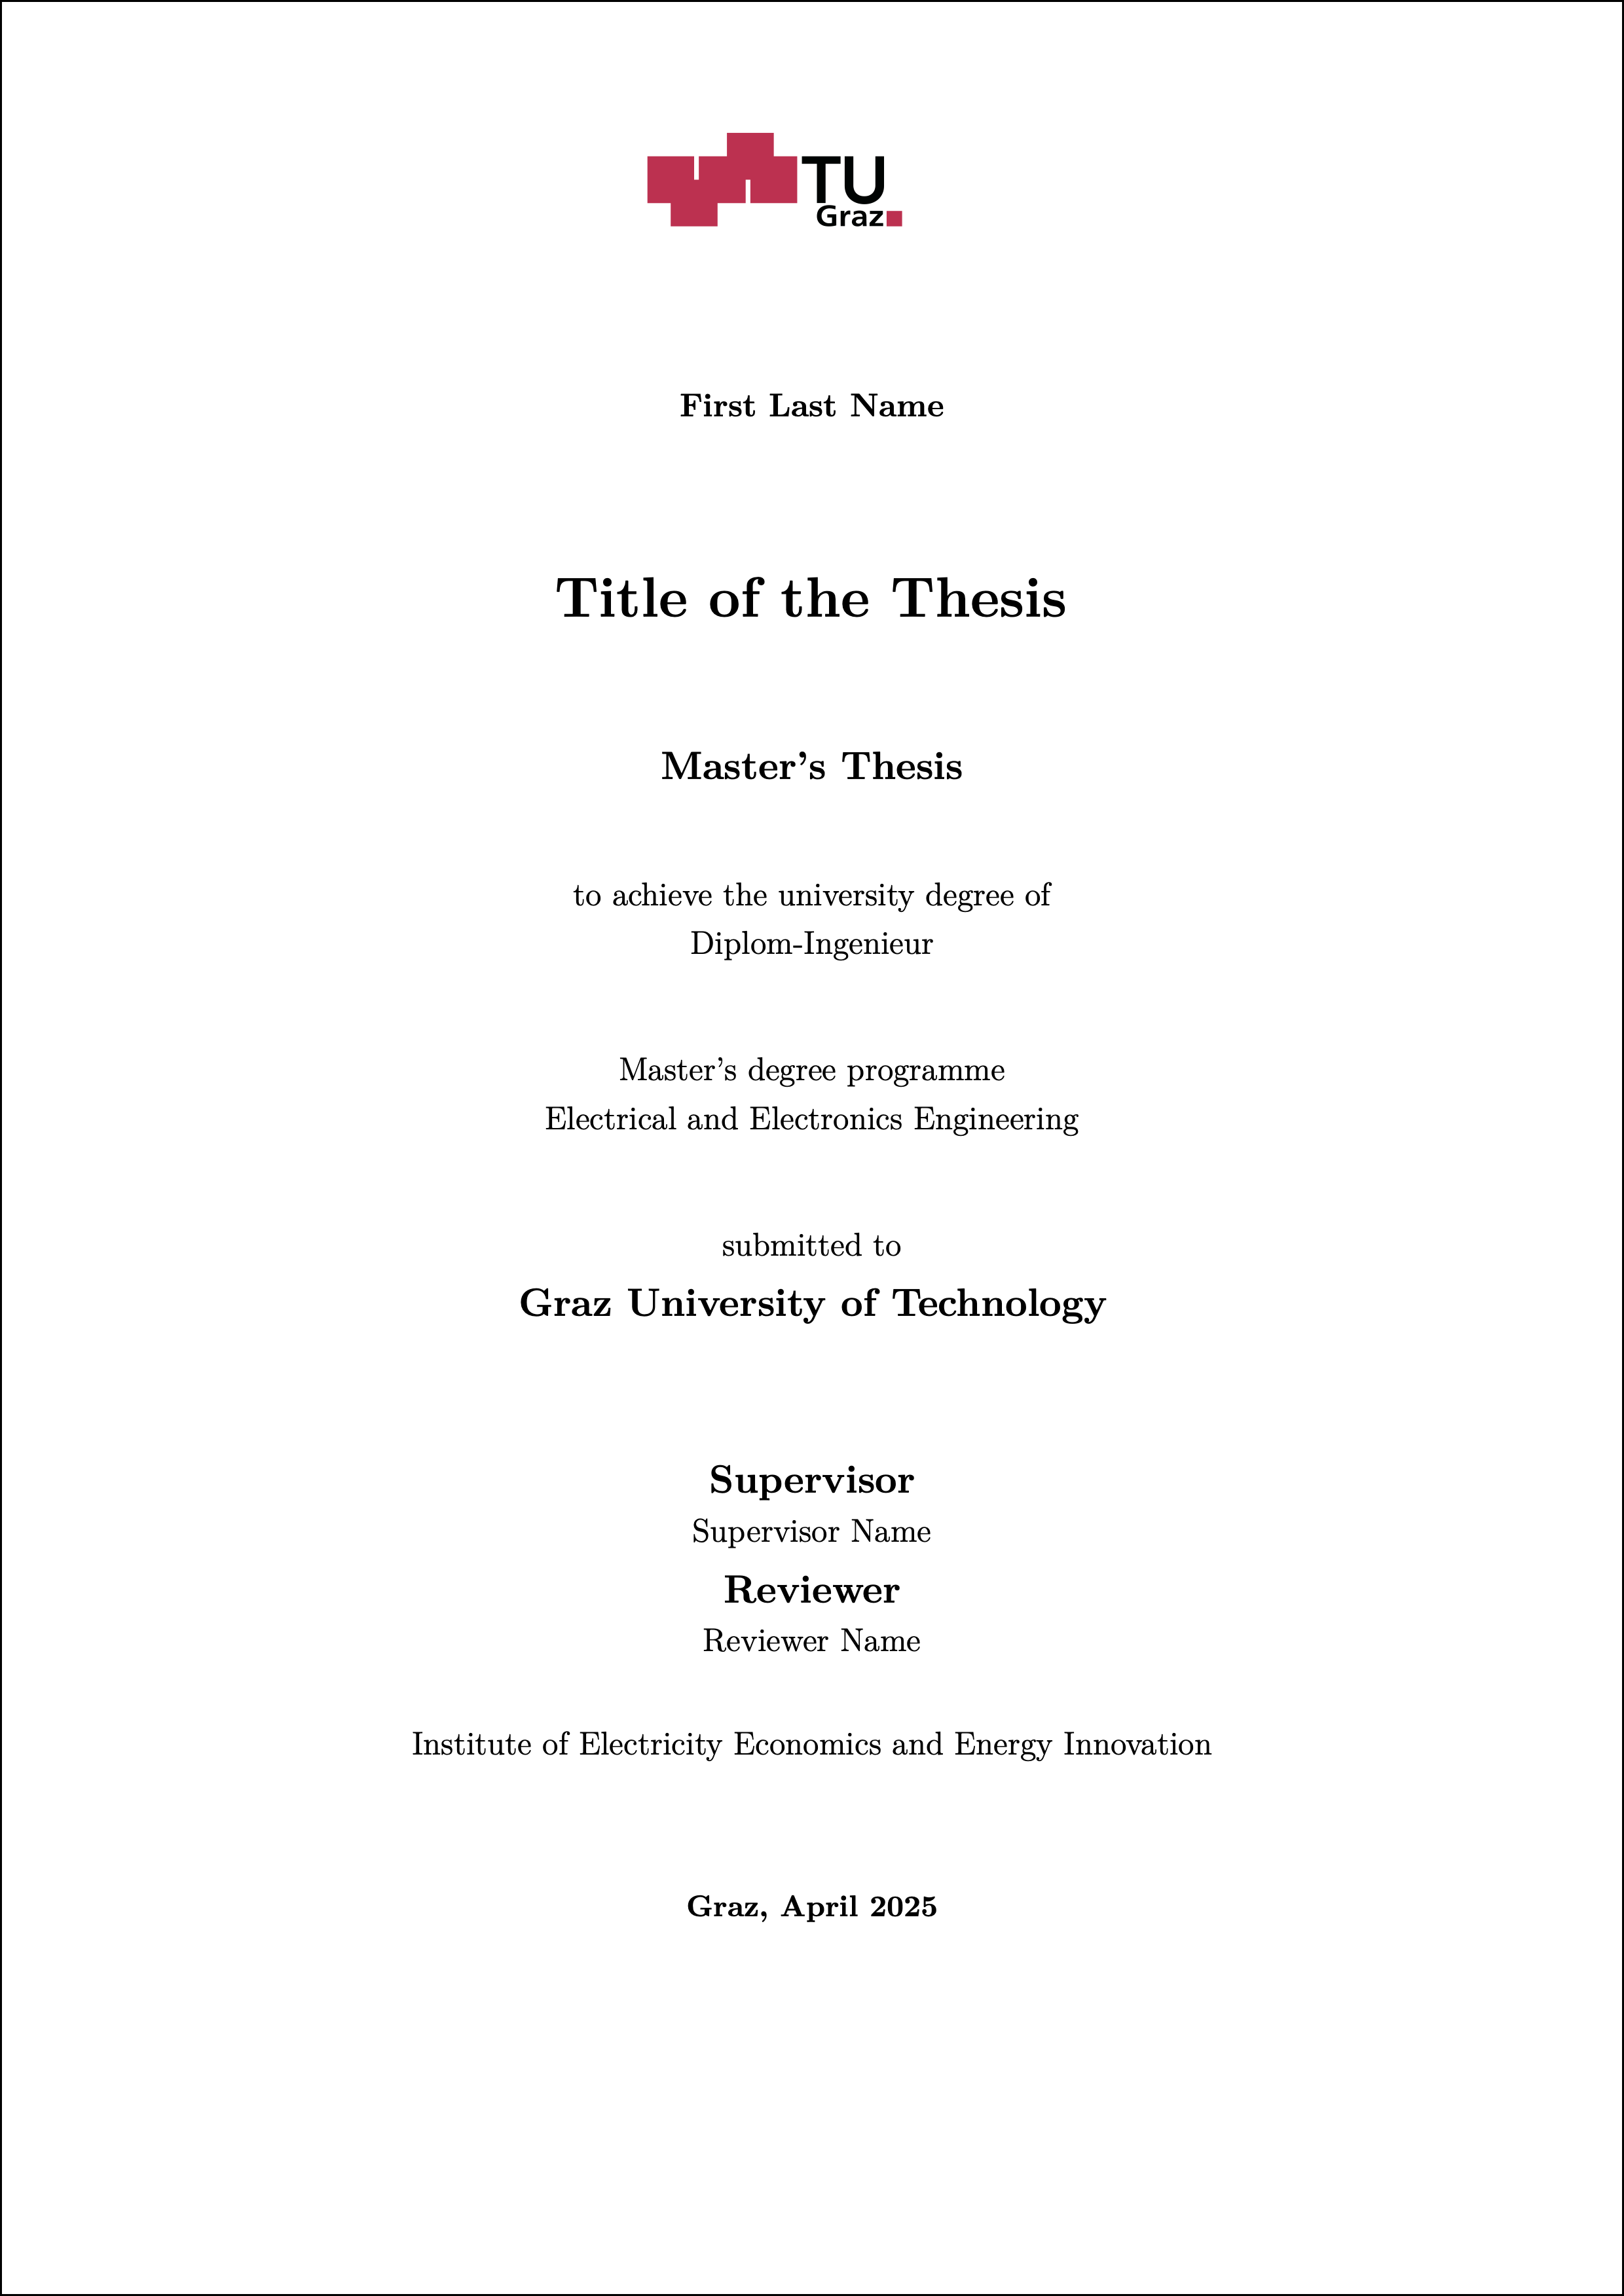 TU
Graz
First Last Name
Title of the Thesis
Master's Thesis
to achieve the university degree of
Diplom-Ingenieur
Master's degree programme
Electrical and Electronics Engineering
submitted to
Graz University of Technology
Supervisor
Supervisor Name
Reviewer
Reviewer Name
Institute of Electricity Economics and Energy Innovation
Graz, April 2025